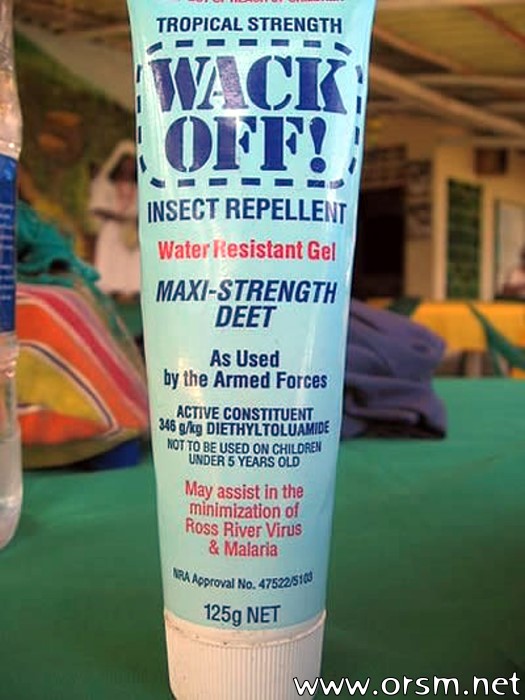 TROPICAL STRENGTH
WACK
OFF!
INSECT REPELLENT
Water Resistant Gel
MAXI-STRENGTH
DEET
As Used
by the Armed Forces
ACTIVE CONSTITUENT
346 g/kg DIETHYLTOLUAMIDE
NOT TO BE USED ON CHILDREN
UNDER 5 YEARS OLD
May assist in the
minimization of
Ross River Virus
& Malaria
NRA Approval No. 47522/5103
125g NET
www.orsm.net